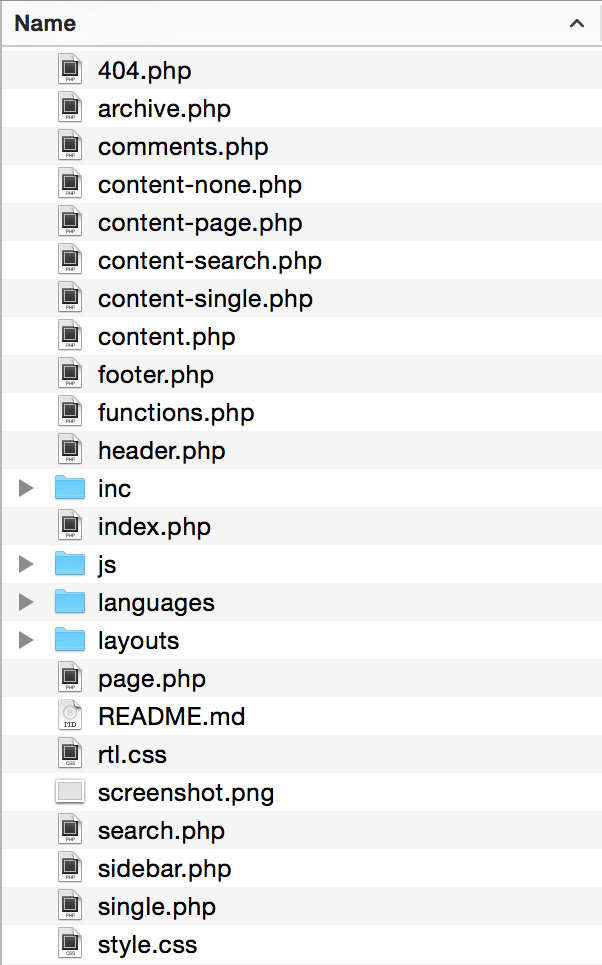 Name
404.php
archive.php
comments.php
content-none.php
content-page.php
content-search.php
content-single.php
content.php
footer.php
functions.php
header.php
inc
index.php
js
languages
layouts
page.php
README.md
rtl.css
screenshot.png
search.php
sidebar.php
single.php
style.css